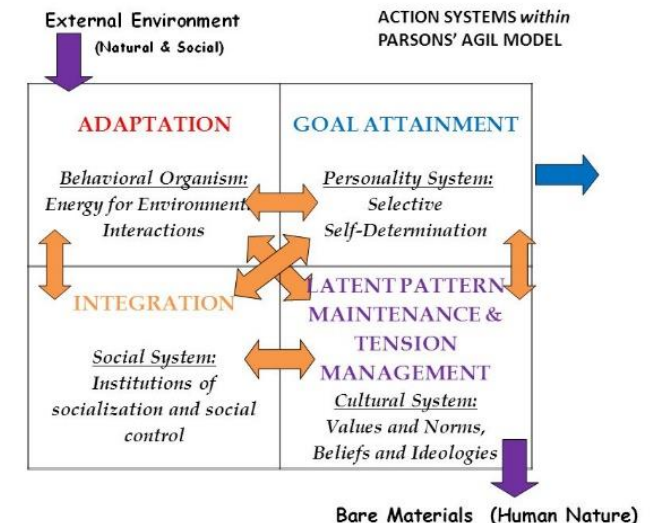 External Environment
(Natural & Social)
ACTION SYSTEMS within
PARSONS' AGIL MODEL
ADAPTATION
Behavioral Organism:
Energy for Environment
Interactions
GOAL ATTAINMENT
Personality System:
Selective
Self-Determination
INTEGRATION
Social System:
Institutions of
socialization and social
control
LATENT PATTERN
MAINTENANCE &
TENSION
MANAGEMENT
Cultural System:
Values and Norms,
Beliefs and Ideologies
Bare Materials (Human Nature)